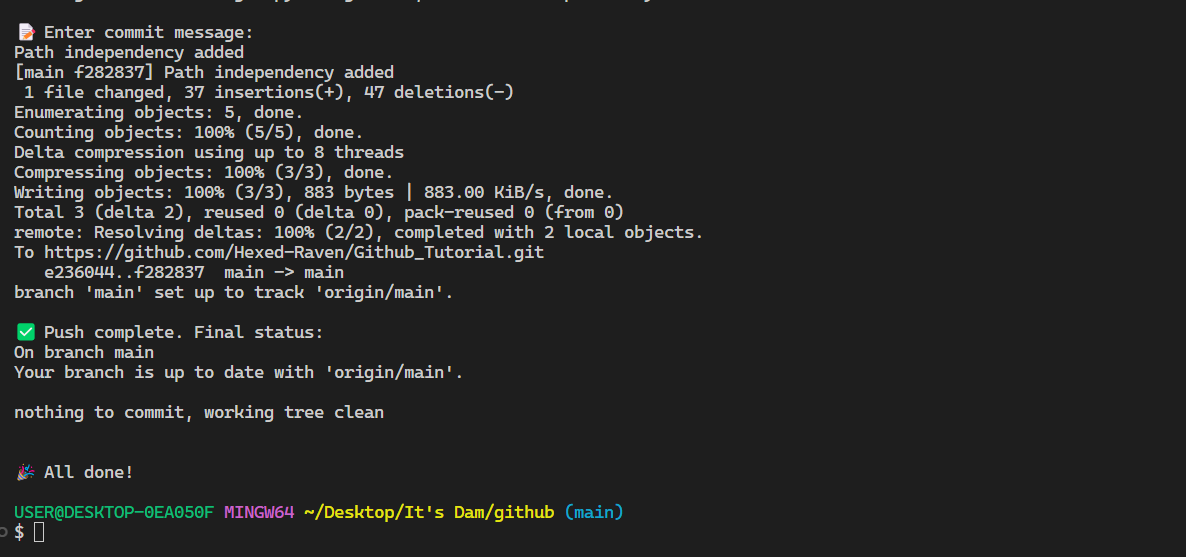 📝 Enter commit message:
Path independency added
[main f282837] Path independency added
 1 file changed, 37 insertions(+), 47 deletions(-)
Enumerating objects: 5, done.
Counting objects: 100% (5/5), done.
Delta compression using up to 8 threads
Compressing objects: 100% (3/3), done.
Writing objects: 100% (3/3), 883 bytes | 883.00 KiB/s, done.
Total 3 (delta 2), reused 0 (delta 0), pack-reused 0 (from 0)
remote: Resolving deltas: 100% (2/2), completed with 2 local objects.
To https://github.com/Hexed-Raven/Github_Tutorial.git
   e236044..f282837  main -> main
branch 'main' set up to track 'origin/main'.
✅ Push complete. Final status:
On branch main
Your branch is up to date with 'origin/main'.
nothing to commit, working tree clean
🎉 All done!
USER@DESKTOP-0EA050F MINGW64 ~/Desktop/It's Dam/github (main)
$